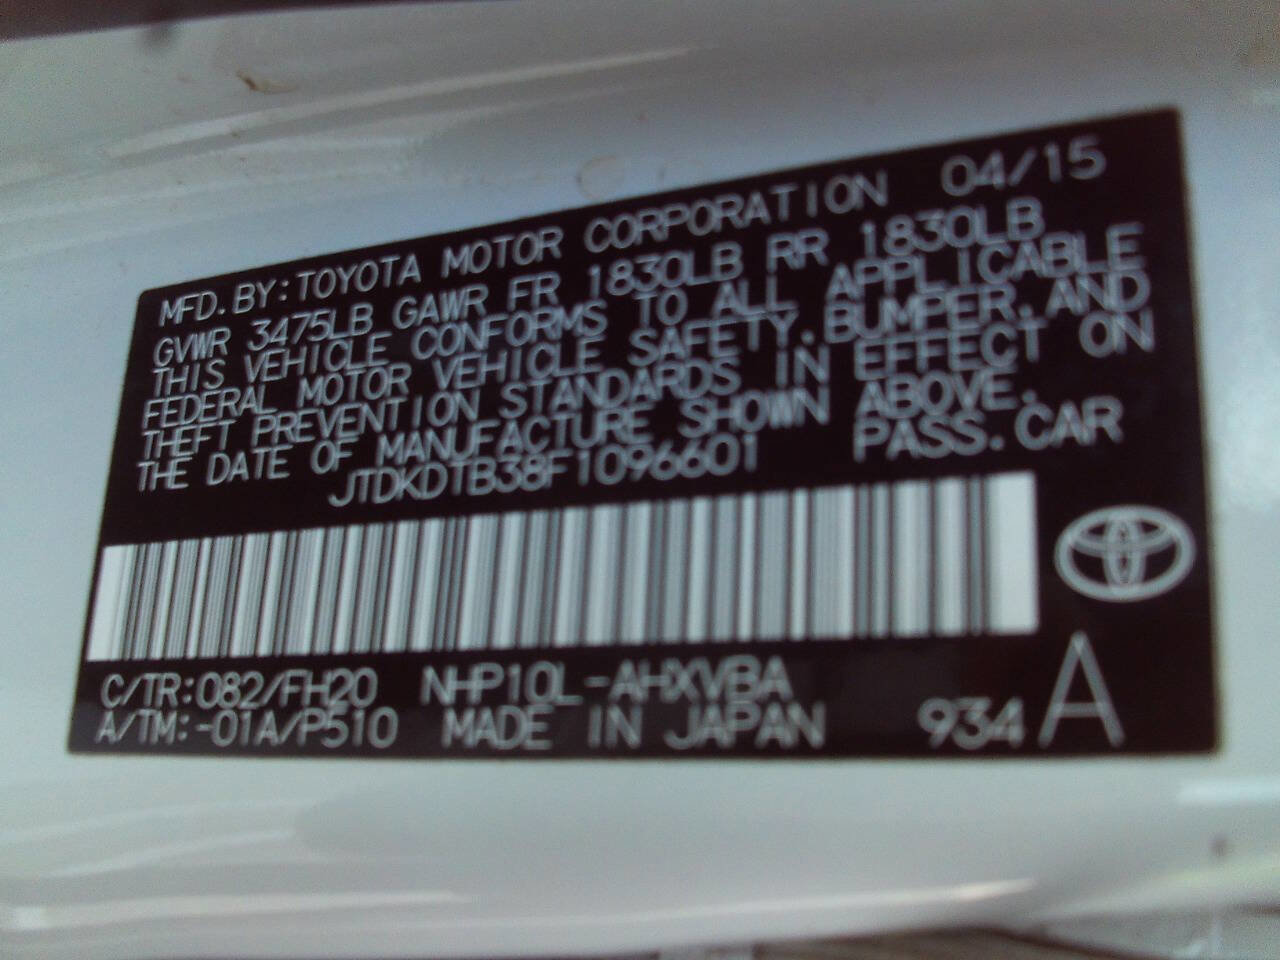 MFD. BY: TOYOTA MOTOR CORPORATION 04/15
GVWR 3475LB GAWR FR 1830LB RR 1830LB
THIS VEHICLE CONFORMS TO ALL APPLICABLE
FEDERAL MOTOR VEHICLE SAFETY, BUMPER, AND
THEFT PREVENTION STANDARDS IN EFFECT ON
THE DATE OF MANUFACTURE SHOWN ABOVE.
JTDKDTB38F1096601 PASS. CAR
C/TR: 082/FH20 NHP10L-AHXVBA
A/TM: -01A/P510 MADE IN JAPAN 934 A